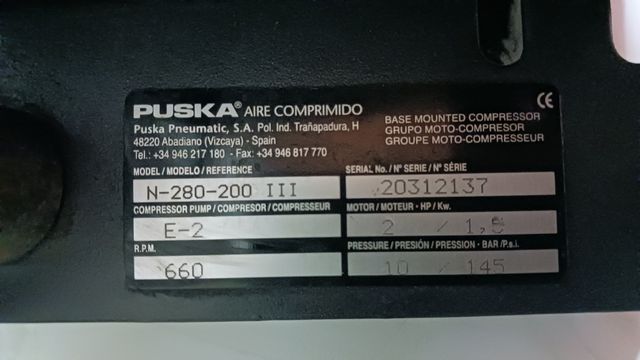 PUSKA® AIRE COMPRIMIDO
Puska Pneumatic, S.A. Pol. Ind. Trañapadura, H
48220 Abadiano (Vizcaya) - Spain
Tel.: +34 946 217 180 - Fax: +34 946 817 770
CE
BASE MOUNTED COMPRESSOR
GRUPO MOTO-COMPRESOR
GROUPE MOTO-COMPRESSEUR
MODEL / MODELO / REFERENCE
N-280-200 III
SERIAL No. / Nº SERIE / Nº SÉRIE
20312137
COMPRESSOR PUMP / COMPRESOR / COMPRESSEUR
E-2
MOTOR / MOTEUR - HP / Kw.
2 / 1,5
R.P.M.
660
PRESSURE / PRESIÓN / PRESSION - BAR /P.s.i.
10 / 145